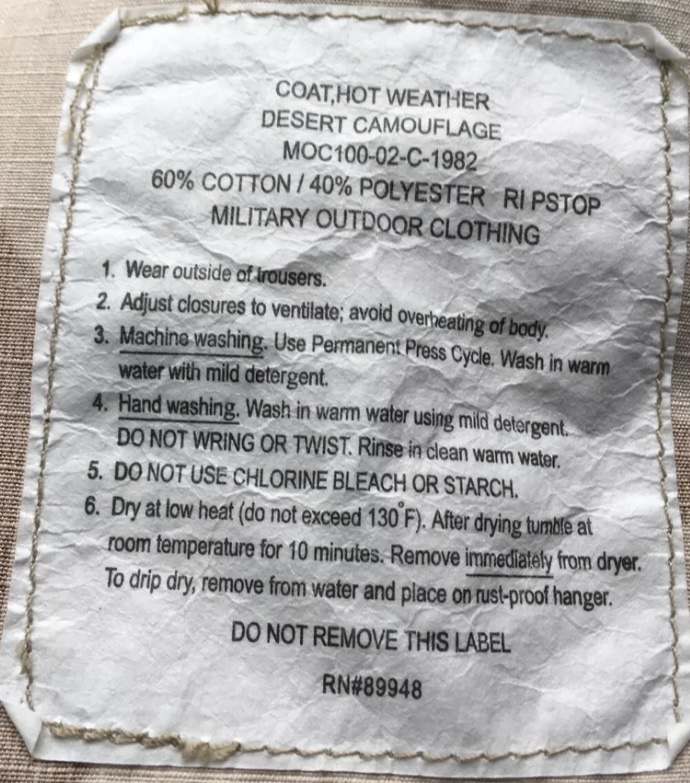 COAT,HOT WEATHER
DESERT CAMOUFLAGE
MOC100-02-C-1982
60% COTTON / 40% POLYESTER RI PSTOP
MILITARY OUTDOOR CLOTHING
1. Wear outside of trousers.
2. Adjust closures to ventilate; avoid overheating of body.
3. Machine washing. Use Permanent Press Cycle. Wash in warm
water with mild detergent.
4. Hand washing. Wash in warm water using mild detergent.
DO NOT WRING OR TWIST. Rinse in clean warm water.
5. DO NOT USE CHLORINE BLEACH OR STARCH.
6. Dry at low heat (do not exceed 130°F). After drying tumble at
room temperature for 10 minutes. Remove immediately from dryer.
To drip dry, remove from water and place on rust-proof hanger.
DO NOT REMOVE THIS LABEL
RN#89948